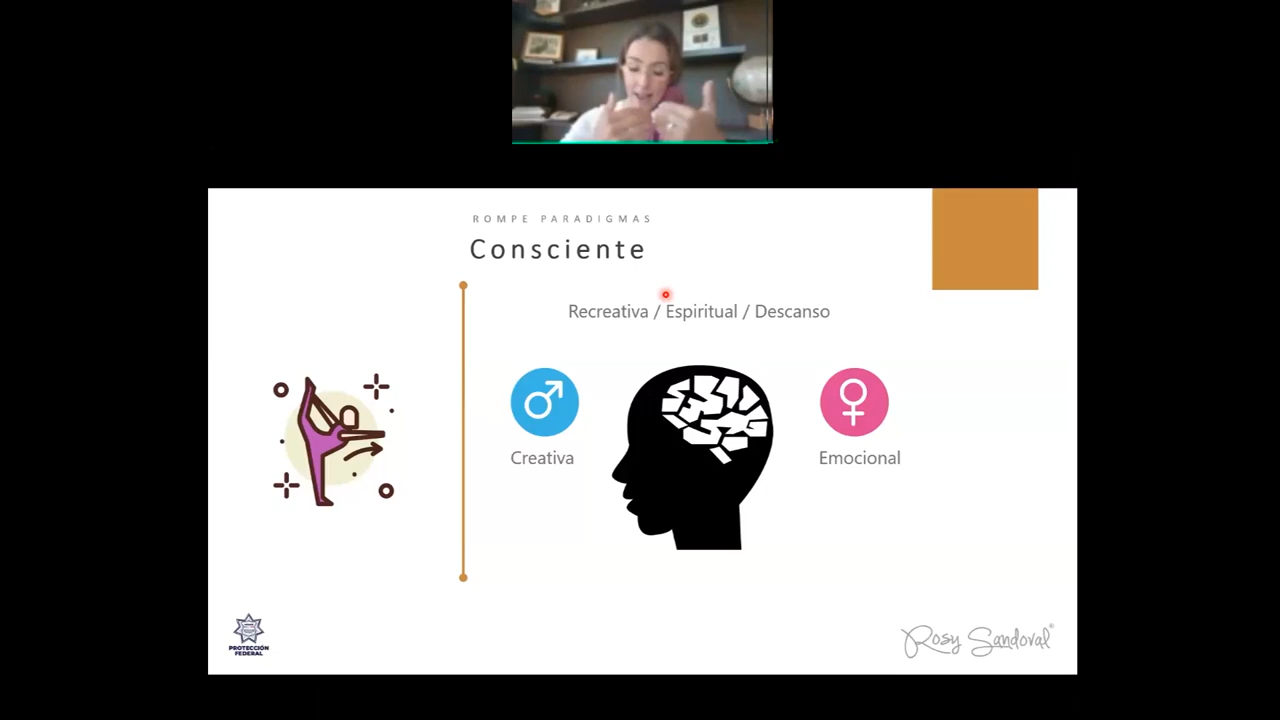 ROMPE PARADIGMAS
Consciente
Recreativa / Espiritual / Descanso
Creativa
Emocional
PROTECCIÓN
FEDERAL
Rosy Sandoval®